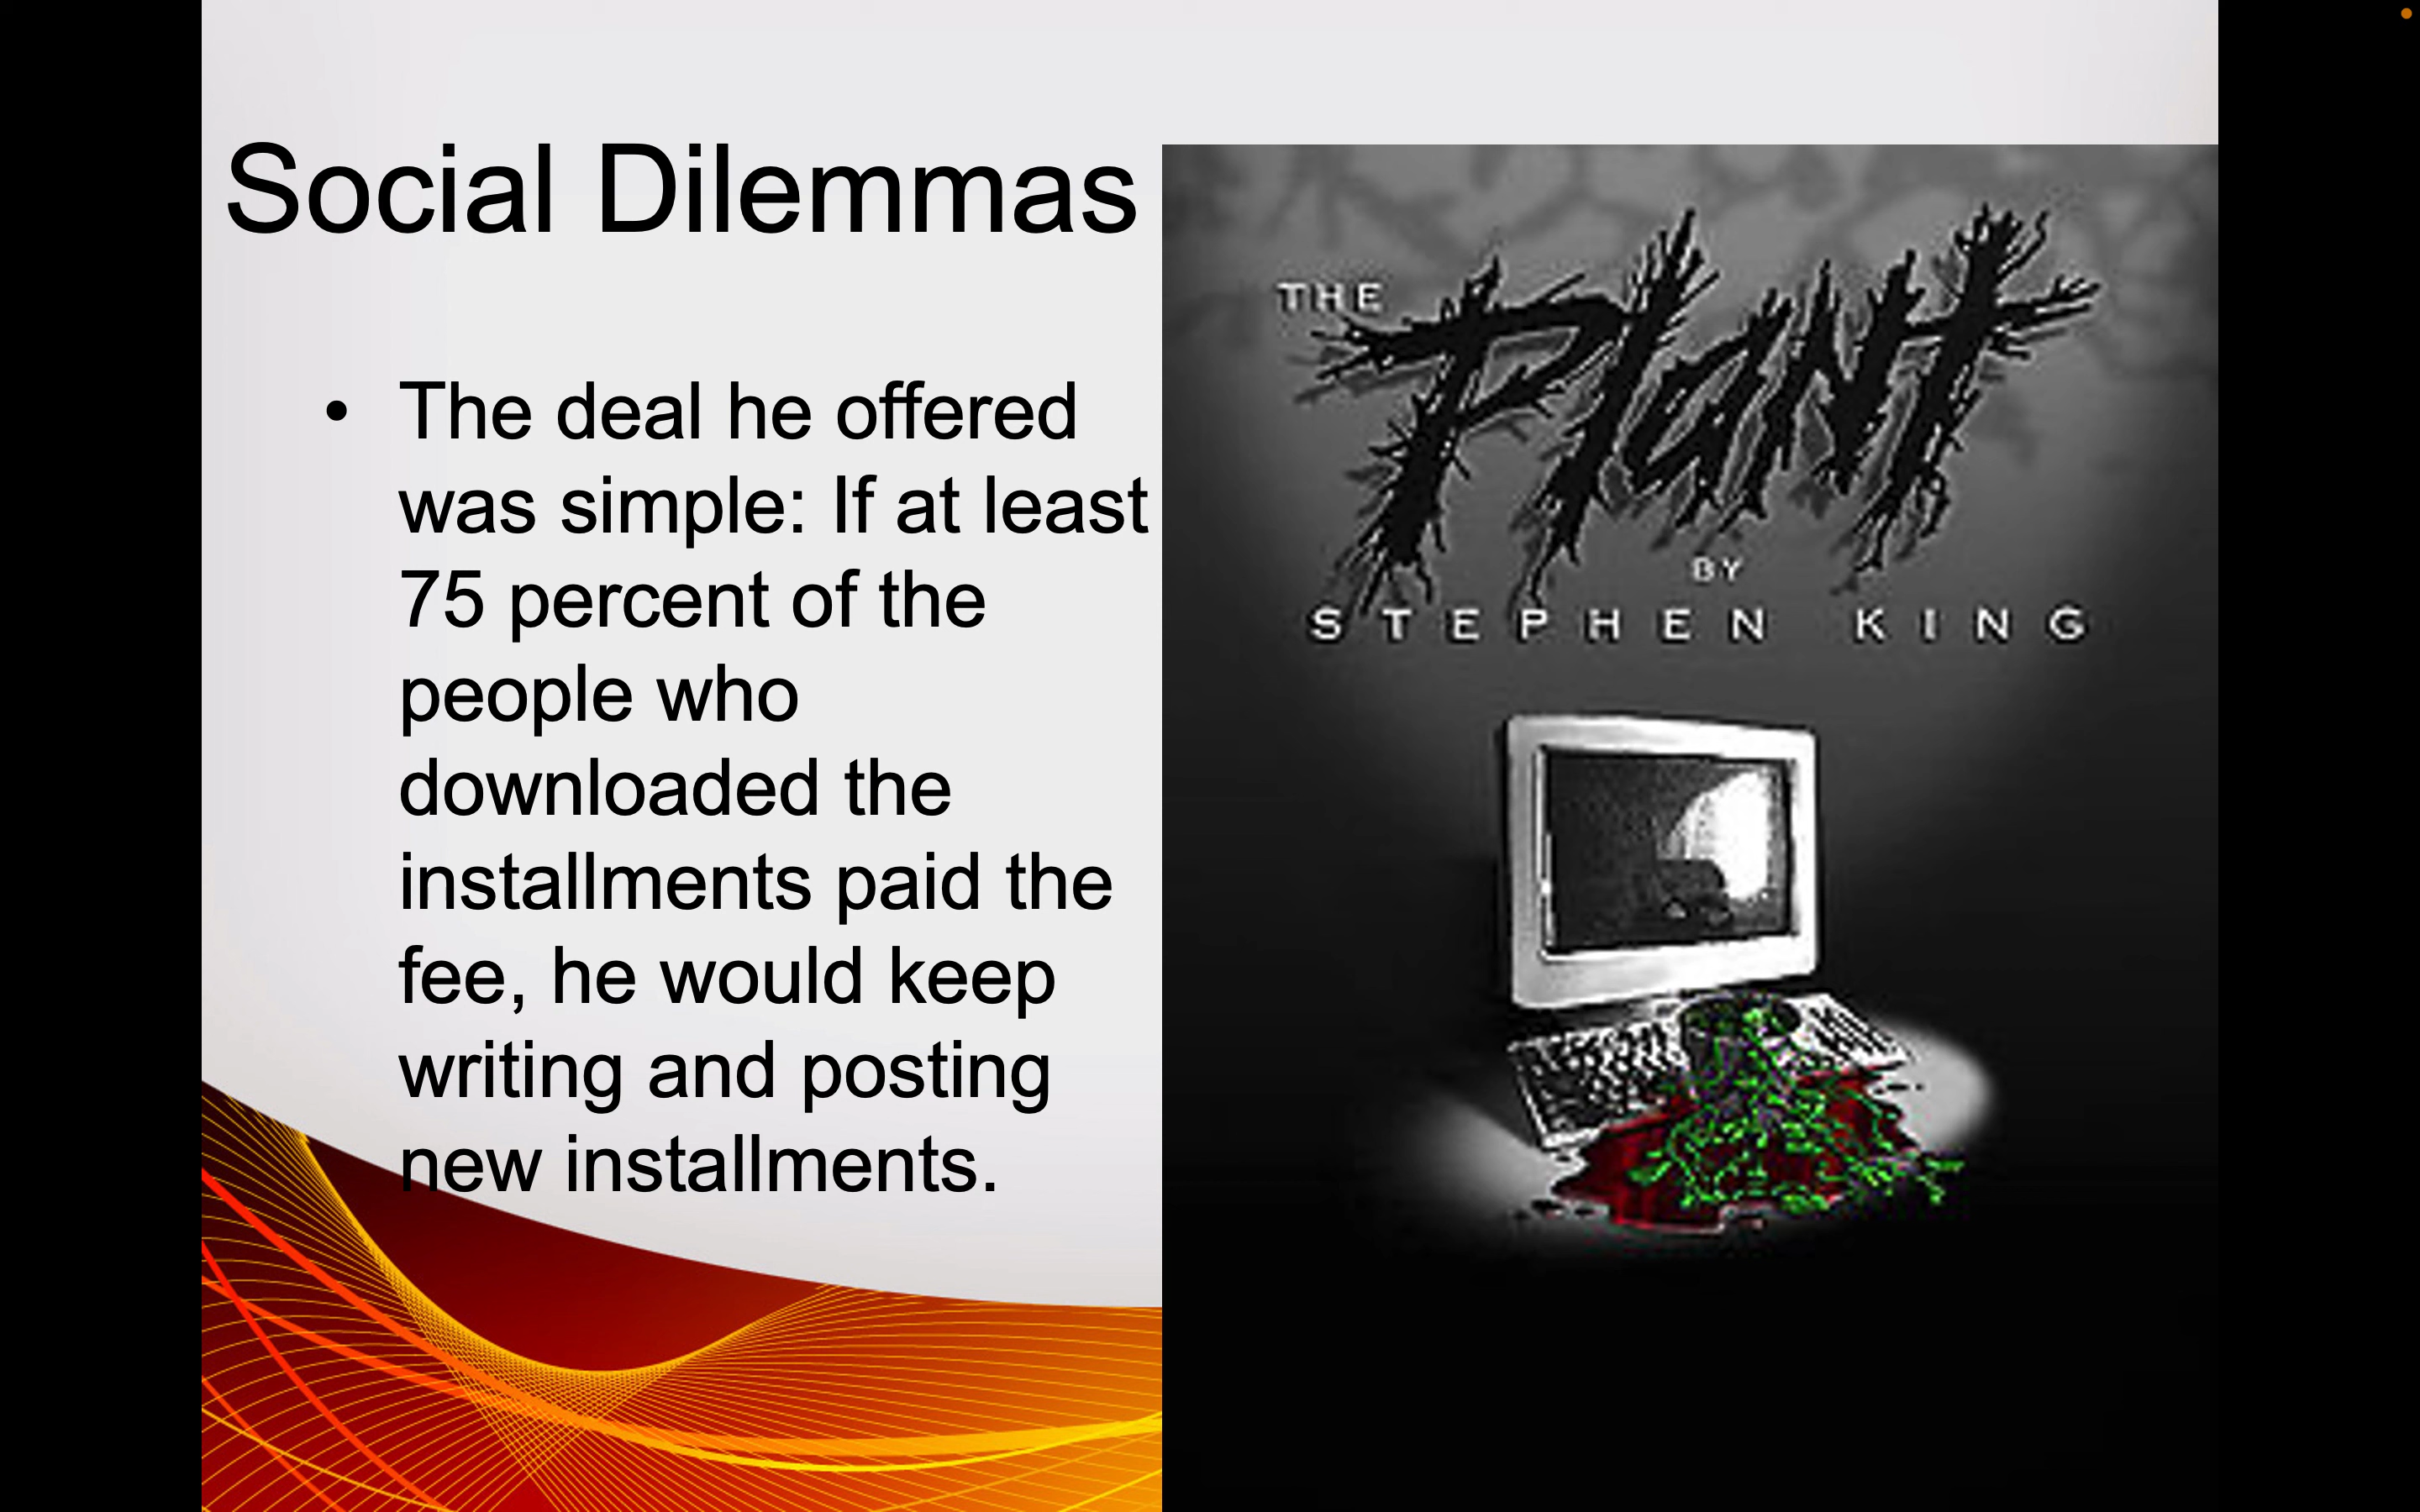 Social Dilemmas
• The deal he offered
was simple: If at least
75 percent of the
people who
downloaded the
installments paid the
fee, he would keep
writing and posting
new installments.
THE
PlaNt
BY
STEPHEN KING